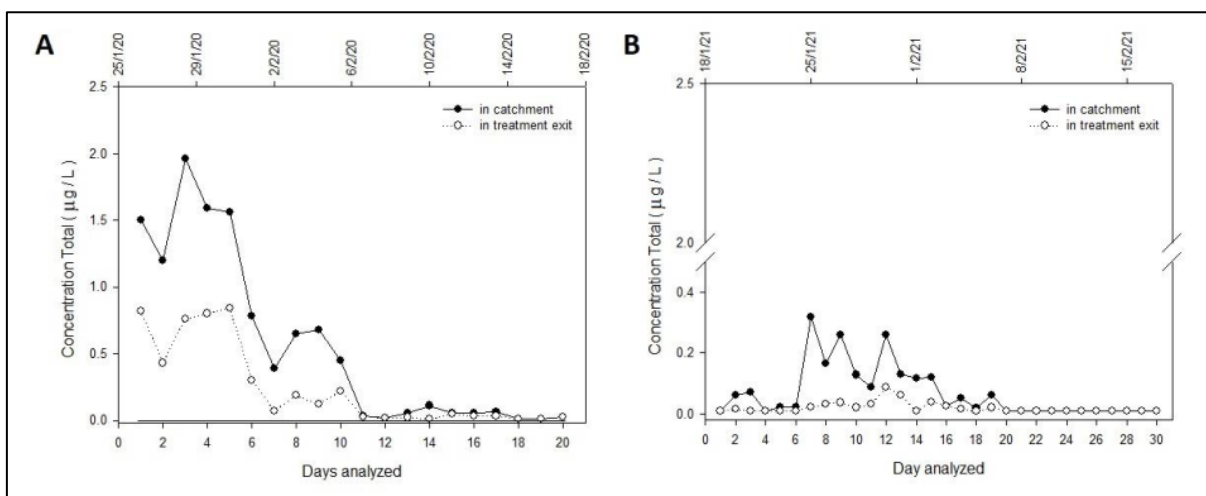 A
25/1/20 29/1/20 2/2/20 6/2/20 10/2/20 14/2/20 18/2/20
in catchment
in treatment exit
Concentration Total ( µg / L )
2.5
2.0
1.5
1.0
0.5
0.0
0 2 4 6 8 10 12 14 16 18 20
Days analyzed
B
18/1/21 25/1/21 1/2/21 8/2/21 15/2/21
in catchment
in treatment exit
Concentration Total ( µg / L )
2.5
2.0
0.4
0.2
0.0
0 2 4 6 8 10 12 14 16 18 20 22 24 26 28 30
Day analyzed